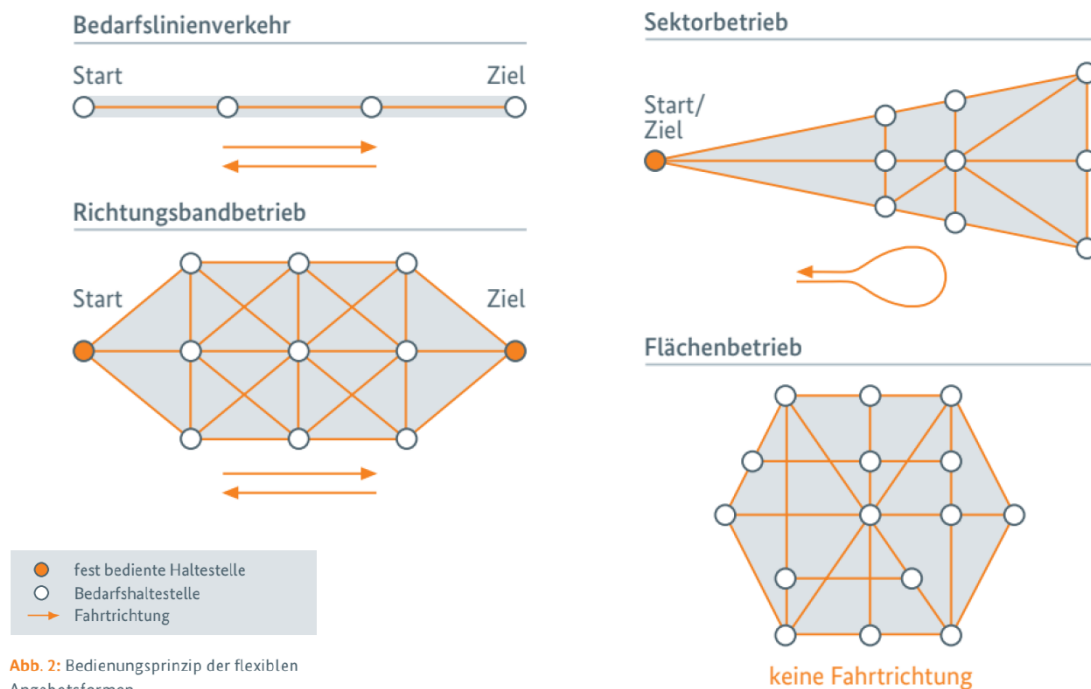 Bedarfslinienverkehr
Start
Ziel
Richtungsbandbetrieb
Start
Ziel
fest bediente Haltestelle
Bedarfshaltestelle
Fahrtrichtung
Abb. 2: Bedienungsprinzip der flexiblen
Angebotsformen
Sektorbetrieb
Start/
Ziel
Flächenbetrieb
keine Fahrtrichtung